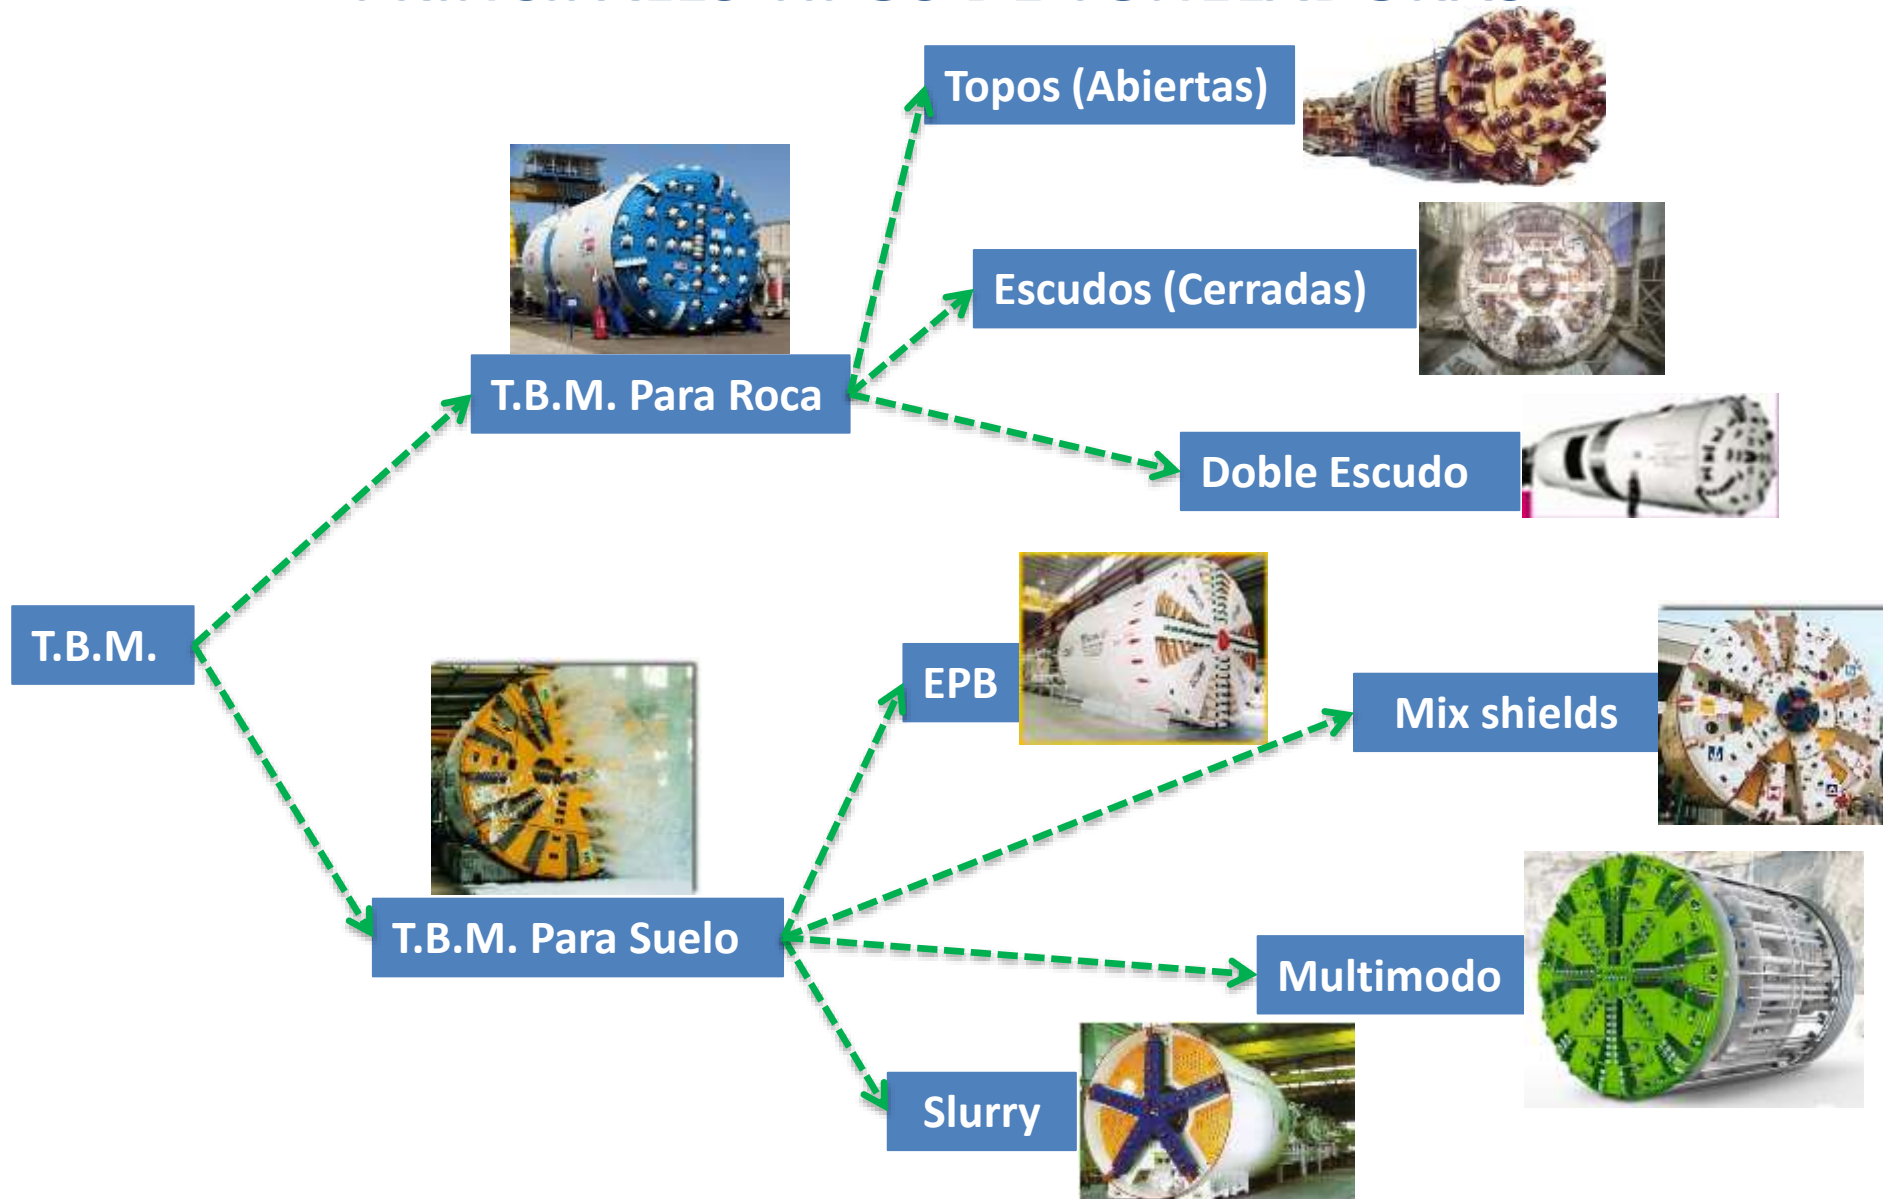 Topos (Abiertas)
Escudos (Cerradas)
T.B.M. Para Roca
Doble Escudo
T.B.M.
EPB
Mix shields
T.B.M. Para Suelo
Multimodo
Slurry